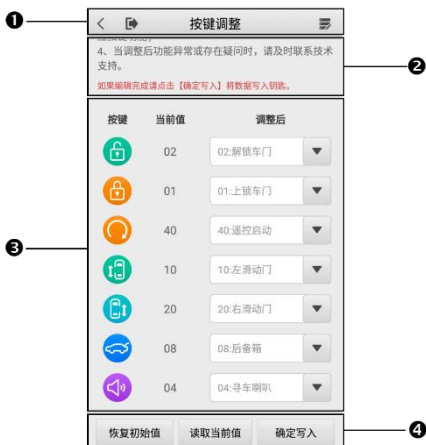 ❶
按键调整
4、当调整后功能异常或存在疑问时，请及时联系技术
支持。
❷
如果编辑完成请点击【确定写入】将数据写入钥匙。
按键 当前值 调整后
02 02:解锁车门
01 01:上锁车门
40 40:遥控启动
❸
10 10:左滑动门
20 20:右滑动门
08 08:后备箱
04 04:寻车喇叭
恢复初始值 读取当前值 确定写入
❹